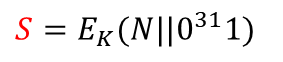 S = E_K(N||0^{31}1)